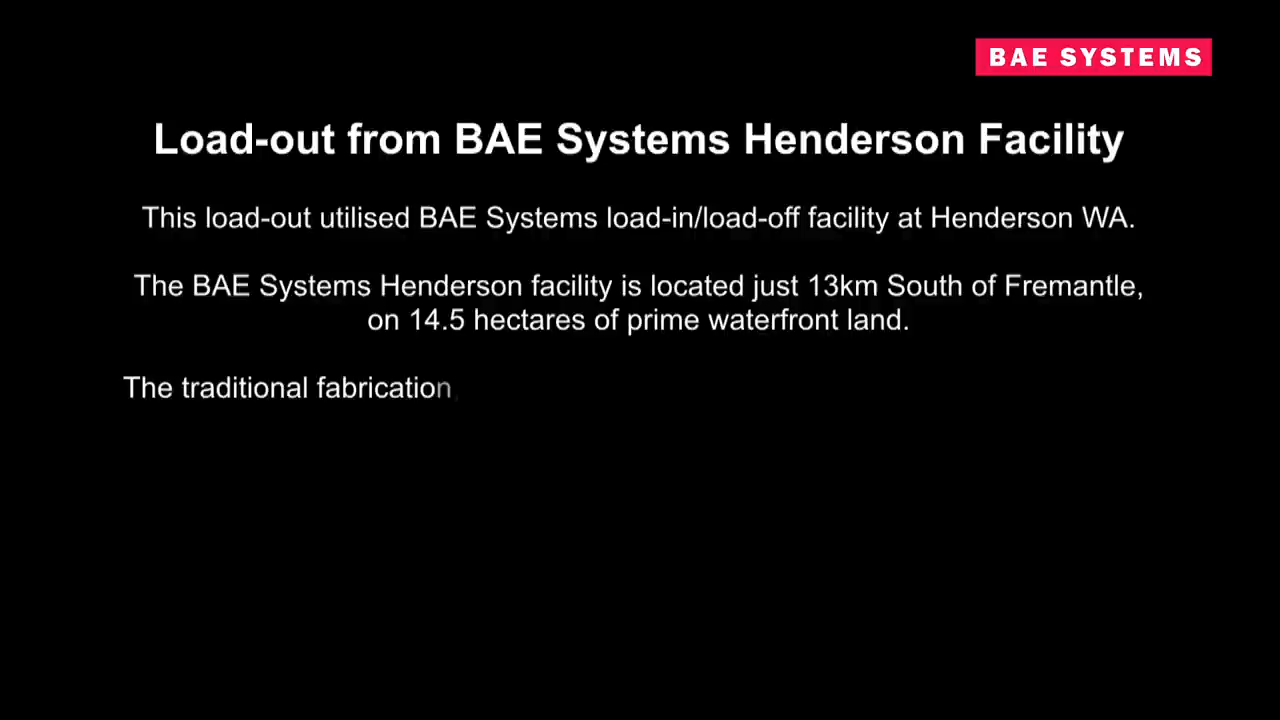 BAE SYSTEMS
Load-out from BAE Systems Henderson Facility
This load-out utilised BAE Systems load-in/load-off facility at Henderson WA.
The BAE Systems Henderson facility is located just 13km South of Fremantle,
on 14.5 hectares of prime waterfront land.
The traditional fabrication,